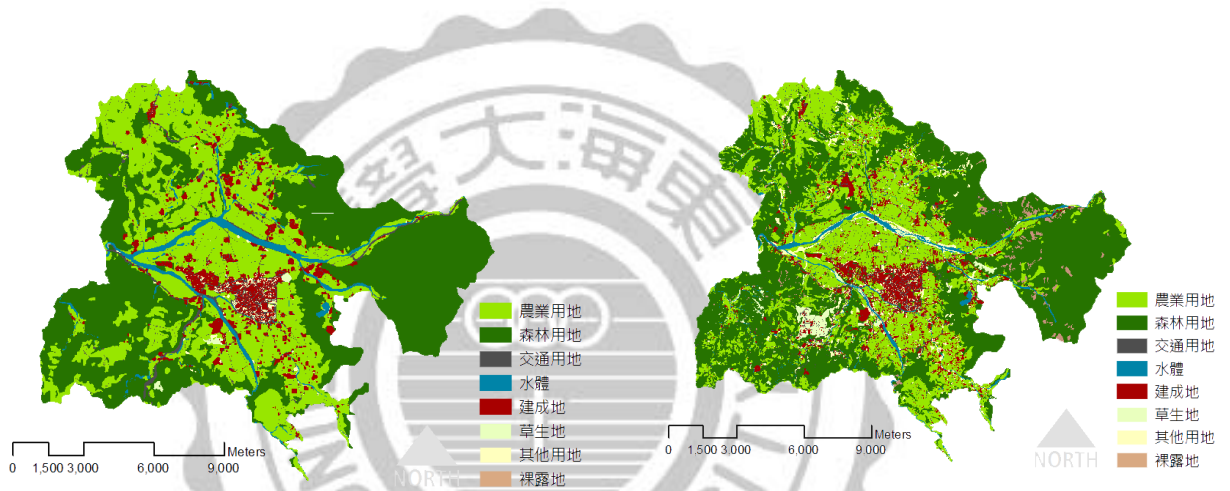 學大海東
農業用地
森林用地
交通用地
水體
建成地
草生地
其他用地
裸露地
Meters
0 1,500 3,000 6,000 9,000
NORTH
農業用地
森林用地
交通用地
水體
建成地
草生地
其他用地
裸露地
Meters
0 1,500 3,000 6,000 9,000
NORTH